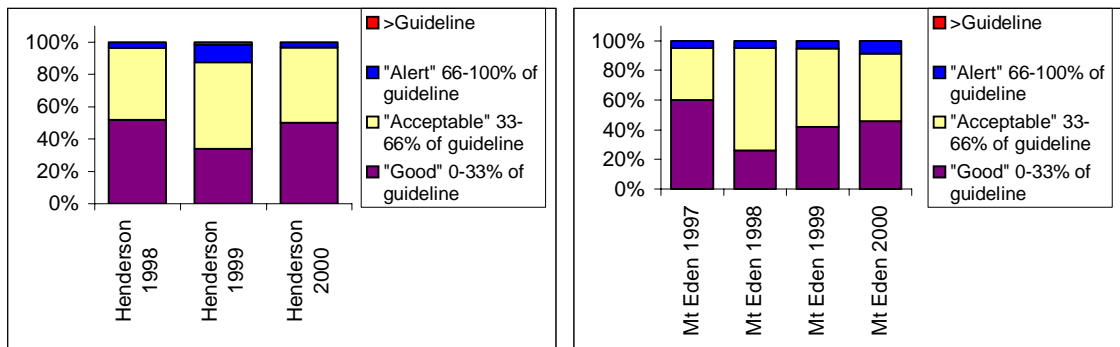 100%
80%
60%
40%
20%
0%
Henderson
1998
Henderson
1999
Henderson
2000
>Guideline
"Alert" 66-100% of
guideline
"Acceptable" 33-
66% of guideline
"Good" 0-33% of
guideline
100%
80%
60%
40%
20%
0%
Mt Eden 1997
Mt Eden 1998
Mt Eden 1999
Mt Eden 2000
>Guideline
"Alert" 66-100% of
guideline
"Acceptable" 33-
66% of guideline
"Good" 0-33% of
guideline